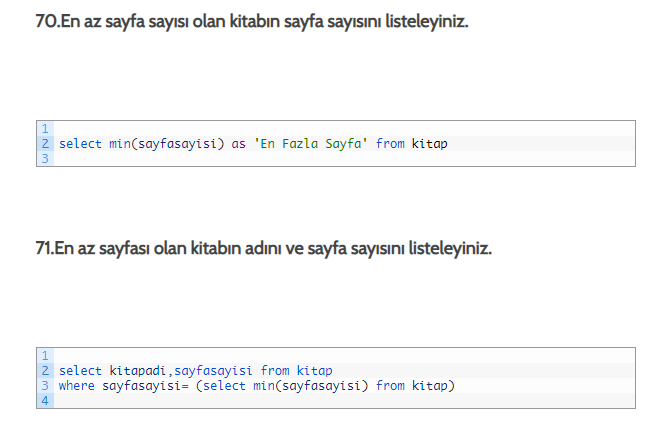 70.En az sayfa sayısı olan kitabın sayfa sayısını listeleyiniz.
1
2 select min(sayfasayisi) as 'En Fazla Sayfa' from kitap
3
71.En az sayfası olan kitabın adını ve sayfa sayısını listeleyiniz.
1
2 select kitapadi,sayfasayisi from kitap
3 where sayfasayisi= (select min(sayfasayisi) from kitap)
4